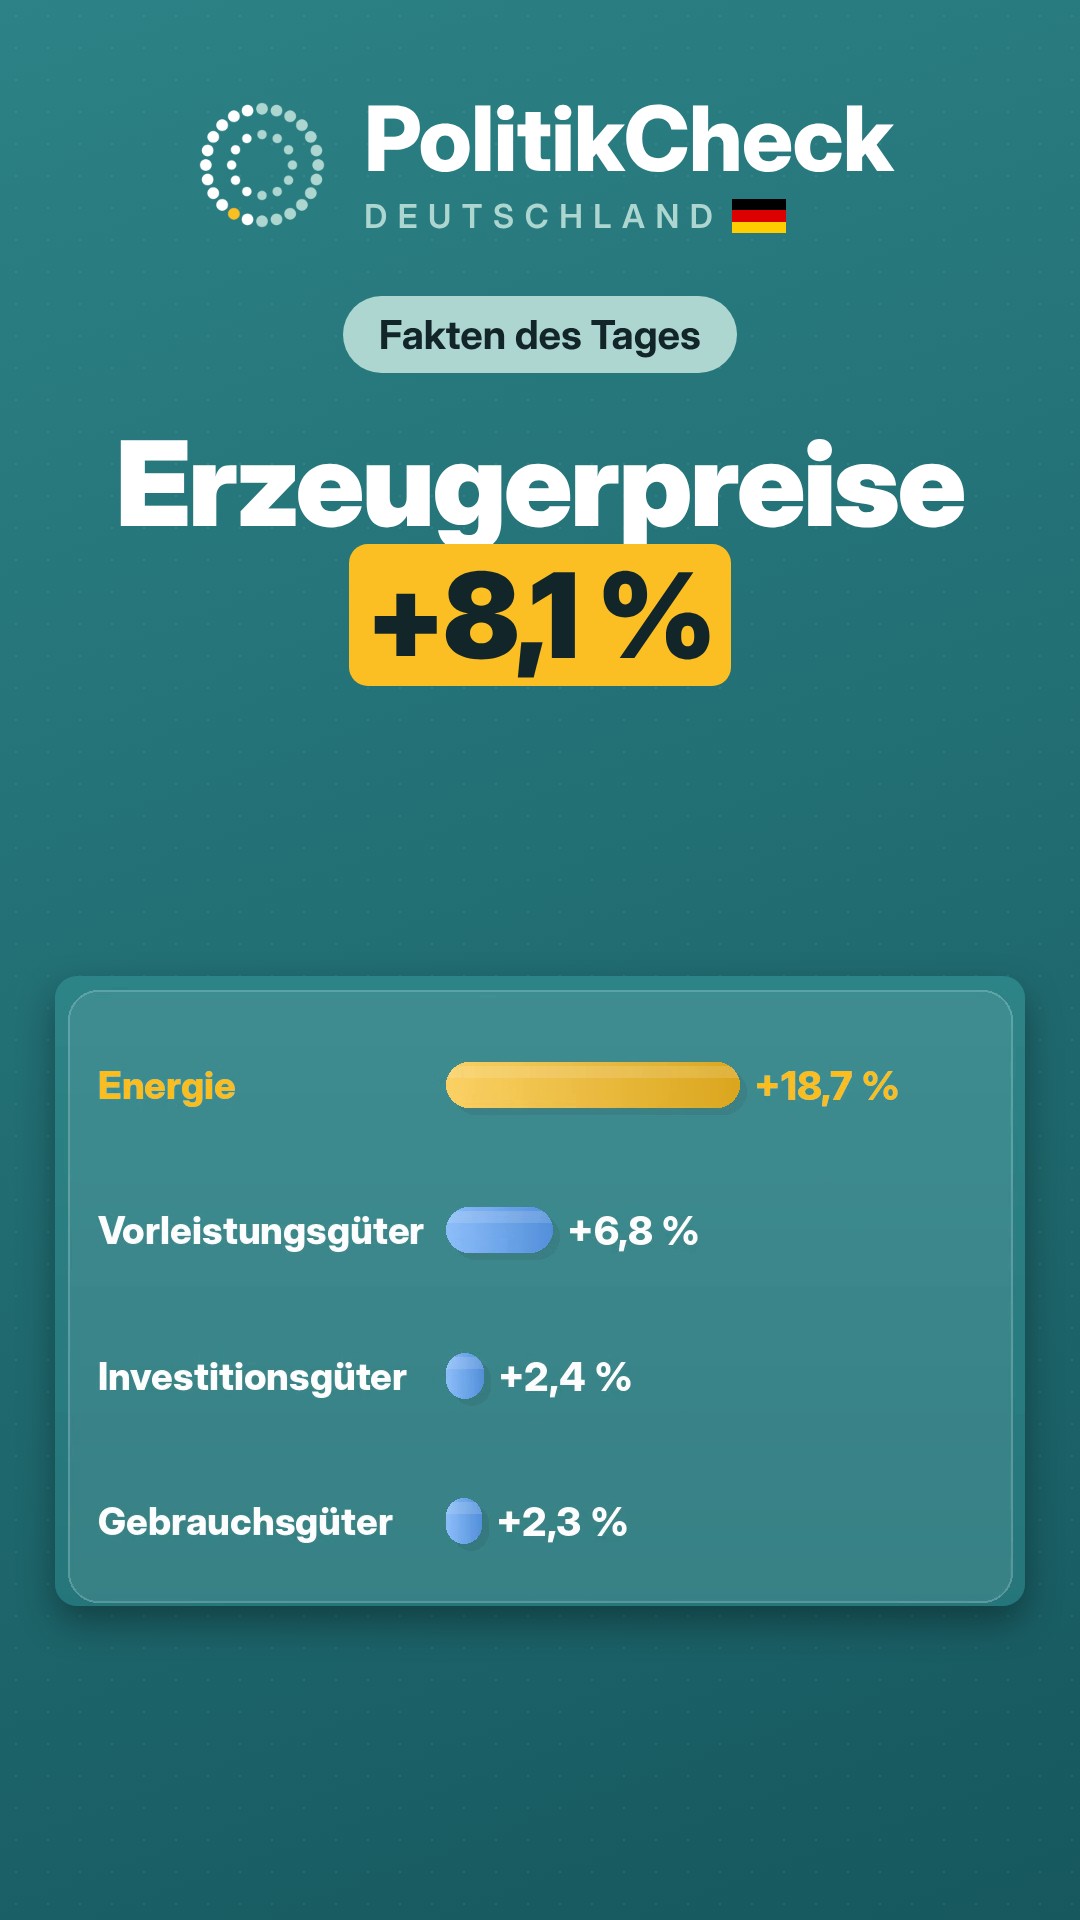 PolitikCheck
DEUTSCHLAND
Fakten des Tages
Erzeugerpreise
+8,1 %
Energie +18,7 %
Vorleistungsgüter +6,8 %
Investitionsgüter +2,4 %
Gebrauchsgüter +2,3 %